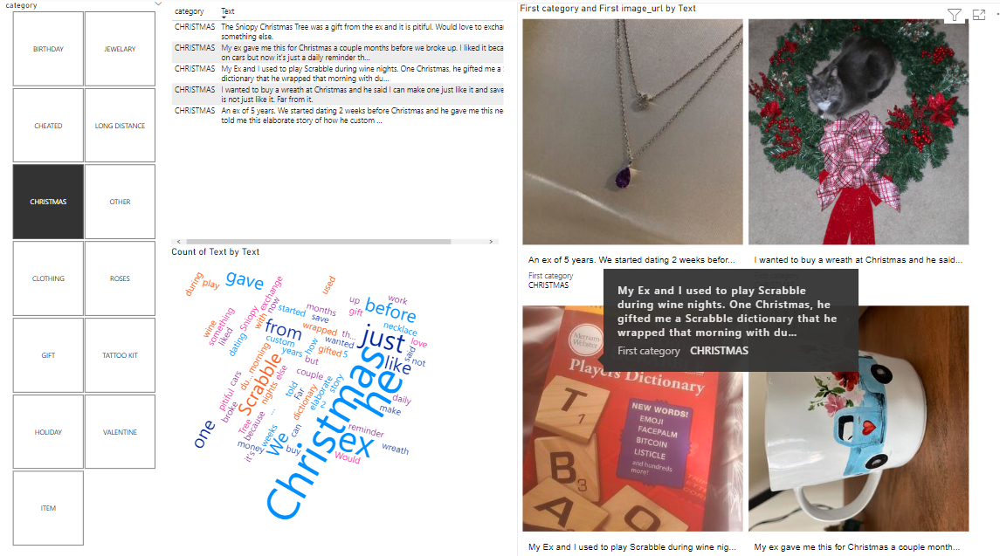 category
BIRTHDAY
JEWELARY
CHEATED
LONG DISTANCE
CHRISTMAS
OTHER
CLOTHING
ROSES
GIFT
TATTOO KIT
HOLIDAY
VALENTINE
ITEM
category Text
CHRISTMAS The Sniopy Christmas Tree was a gift from the ex and it is pitiful. Would love to exchar
something else.
CHRISTMAS My ex gave me this for Christmas a couple months before we broke up. I liked it beca
on cars but now it's just a daily reminder th...
CHRISTMAS My Ex and I used to play Scrabble during wine nights. One Christmas, he gifted me a
dictionary that he wrapped that morning with du...
CHRISTMAS I wanted to buy a wreath at Christmas and he said I can make one just like it and save
is not just like it. Far from it.
CHRISTMAS An ex of 5 years. We started dating 2 weeks before Christmas and he gave me this ne
told me this elaborate story of how he custom ...
Count of Text by Text
during
play
gave
exchange
used
now
Sniopy
with
started
months
save
up
gift
work
before
necklace
wine
something
liked
dating
from
custom
years
how
wrapped
th...
wanted
gifted
5
just
love
like
said
not
morning
du...
Scrabble
else
nights
but
couple
cars
pitiful
broke
told
Far
elaborate
story
2
dictionary
he
daily
make
Christmas
...
Tree
because
one
weeks
We
can
money
it's
buy
ex
reminder
Would
wreath
First category and First image_url by Text
An ex of 5 years. We started dating 2 weeks befor...
First category
CHRISTMAS
I wanted to buy a wreath at Christmas and he said...
My Ex and I used to play Scrabble
during wine nights. One Christmas, he
gifted me a Scrabble dictionary that he
wrapped that morning with du...
First category CHRISTMAS
Merriam
Webster
Players Dictionary
T
1
B
3
A
O
NEW WORDS!
EMOJI
FACEPALM
BITCOIN
LISTICLE
and hundreds
more!
My Ex and I used to play Scrabble during wine nig...
My ex gave me this for Christmas a couple month...